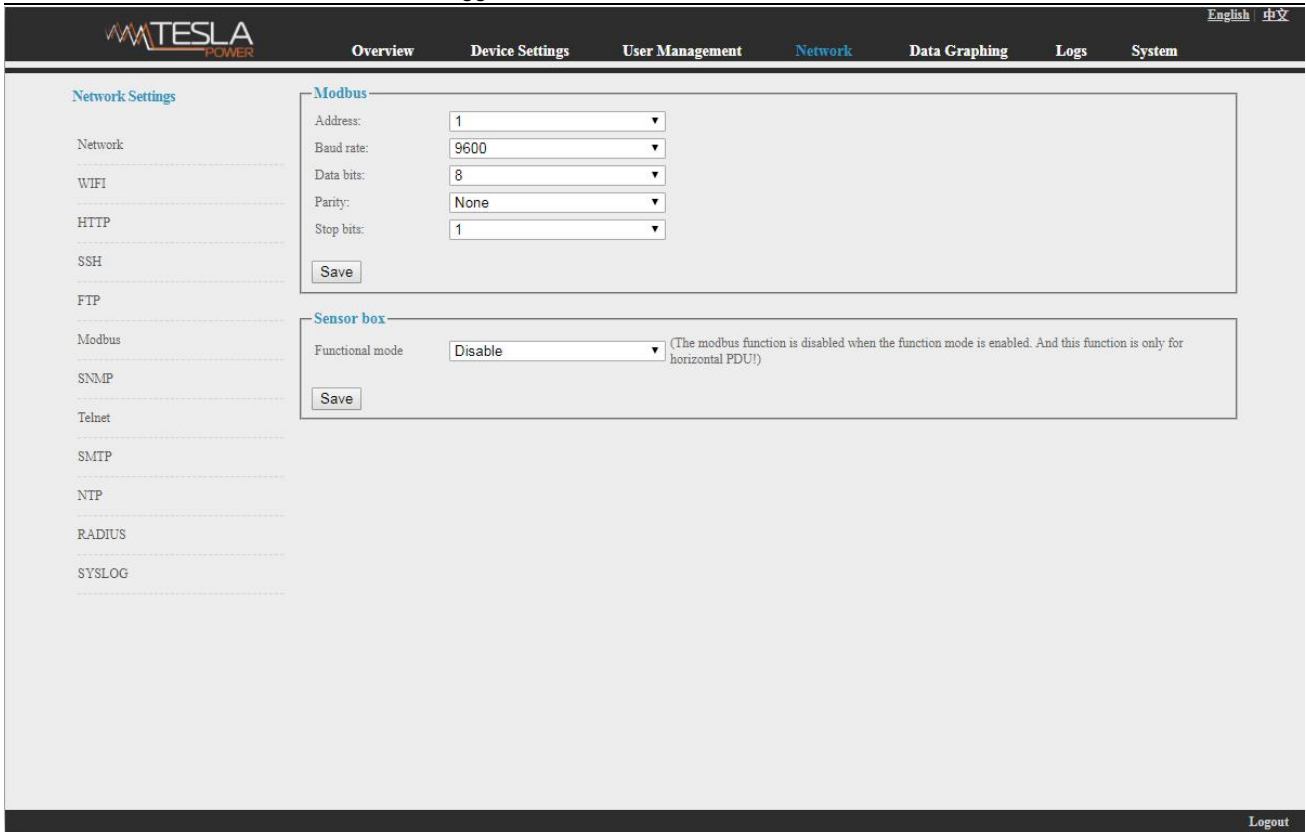 gg
English | 中文
TESLA
POWER
Overview Device Settings User Management Network Data Graphing Logs System
Network Settings
Network
WIFI
HTTP
SSH
FTP
Modbus
SNMP
Telnet
SMTP
NTP
RADIUS
SYSLOG
Modbus
Address: 1
Baud rate: 9600
Data bits: 8
Parity: None
Stop bits: 1
Save
Sensor box
Functional mode Disable (The modbus function is disabled when the function mode is enabled. And this function is only for
horizontal PDU!)
Save
Logout